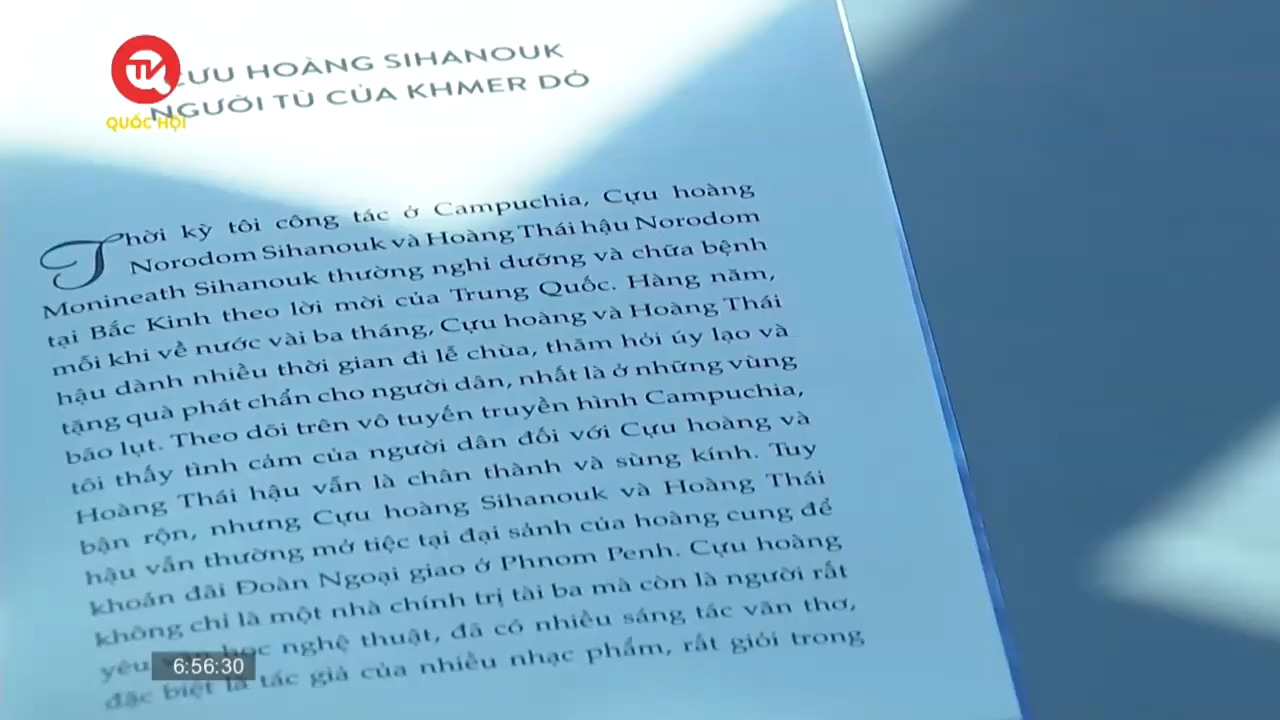 QUỐC HỘI
CỰU HOÀNG SIHANOUK
NGƯỜI TÙ CỦA KHMER ĐỎ
Thời kỳ tôi công tác ở Campuchia, Cựu hoàng
Norodom Sihanouk và Hoàng Thái hậu Norodom
Monineath Sihanouk thường nghỉ dưỡng và chữa bệnh
tại Bắc Kinh theo lời mời của Trung Quốc. Hàng năm,
mỗi khi về nước vài ba tháng, Cựu hoàng và Hoàng Thái
hậu dành nhiều thời gian đi lễ chùa, thăm hỏi úy lạo và
tặng quà phát chẩn cho người dân, nhất là ở những vùng
bão lụt. Theo dõi trên vô tuyến truyền hình Campuchia,
tôi thấy tình cảm của người dân đối với Cựu hoàng và
Hoàng Thái hậu vẫn là chân thành và sùng kính. Tuy
bận rộn, nhưng Cựu hoàng Sihanouk và Hoàng Thái
hậu vẫn thường mở tiệc tại đại sảnh của hoàng cung để
khoản đãi Đoàn Ngoại giao ở Phnom Penh. Cựu hoàng
không chỉ là một nhà chính trị tài ba mà còn là người rất
yêu văn học nghệ thuật, đã có nhiều sáng tác văn thơ,
đặc biệt là tác giả của nhiều nhạc phẩm, rất giỏi trong
6:56:30